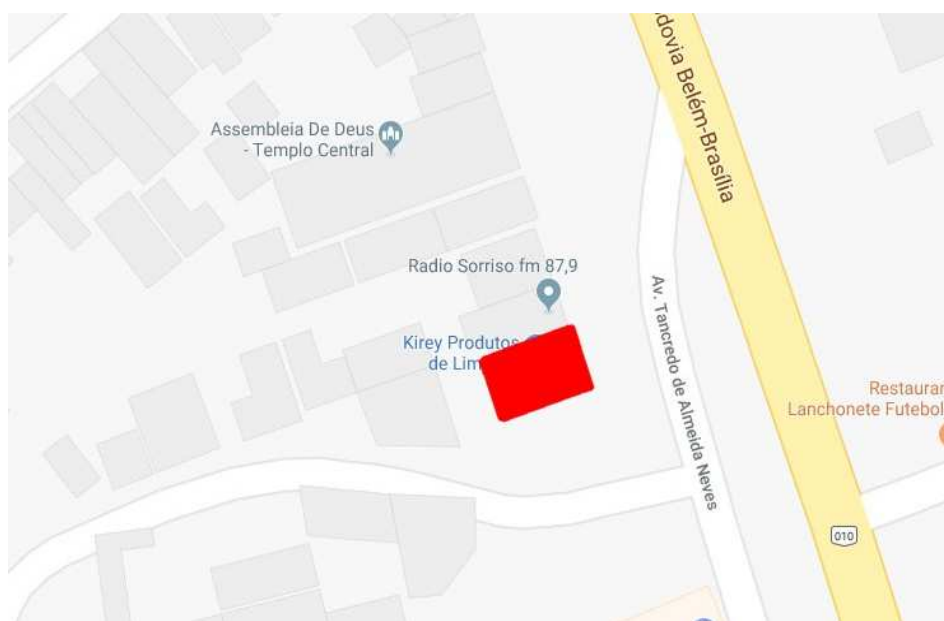 dovia Belém-Brasília
Assembleia De Deus
- Templo Central
Radio Sorriso fm 87,9
Kirey Produtos
de Lim
Av. Tancredo de Almeida Neves
Restauran
Lanchonete Futebol
010